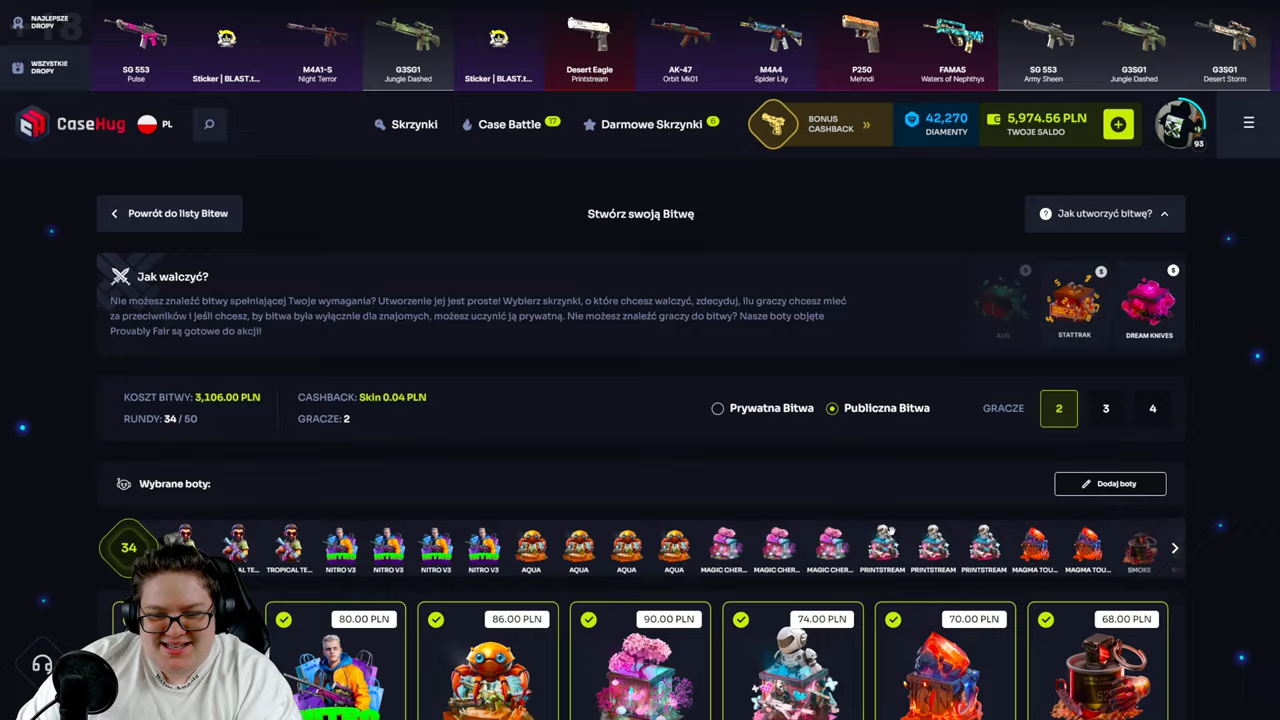 +18
NAJLEPSZE
DROPY
WSZYSTKIE
DROPY
SG 553
Pulse
Sticker | BLAST.t...
M4A1-S
Night Terror
G3SG1
Jungle Dashed
Sticker | BLAST.t...
Desert Eagle
Printstream
AK-47
Orbit Mk01
M4A4
Spider Lily
P250
Mehndi
FAMAS
Waters of Nephthys
SG 553
Army Sheen
G3SG1
Jungle Dashed
G3SG1
Desert Storm
CaseHug
PL
Skrzynki
Case Battle 17
Darmowe Skrzynki 6
BONUS
CASHBACK »
42,270
DIAMENTY
5,974.56 PLN
TWOJE SALDO
93
Powrót do listy Bitew
Stwórz swoją Bitwę
Jak utworzyć bitwę?
Jak walczyć?
Nie możesz znaleźć bitwy spełniającej Twoje wymagania? Utworzenie jej jest proste! Wybierz skrzynki, o które chcesz walczyć, zdecyduj, ilu graczy chcesz mieć
za przeciwników i jeśli chcesz, by bitwa była wyłącznie dla znajomych, możesz uczynić ją prywatną. Nie możesz znaleźć graczy do bitwy? Nasze boty objęte
Provably Fair są gotowe do akcji!
AUG
STATTRAK
DREAM KNIVES
KOSZT BITWY: 3,106.00 PLN
RUNDY: 34 / 50
CASHBACK: Skin 0.04 PLN
GRACZE: 2
Prywatna Bitwa
Publiczna Bitwa
GRACZE
2
3
4
Wybrane boty:
Dodaj boty
34
AL TE...
TROPICAL TE...
NITRO V3
NITRO V3
NITRO V3
NITRO V3
AQUA
AQUA
AQUA
AQUA
MAGIC CHER...
MAGIC CHER...
MAGIC CHER...
PRINTSTREAM
PRINTSTREAM
PRINTSTREAM
MAGMA TOU...
MAGMA TOU...
SMOKE
80.00 PLN
86.00 PLN
90.00 PLN
74.00 PLN
70.00 PLN
68.00 PLN
NITRO